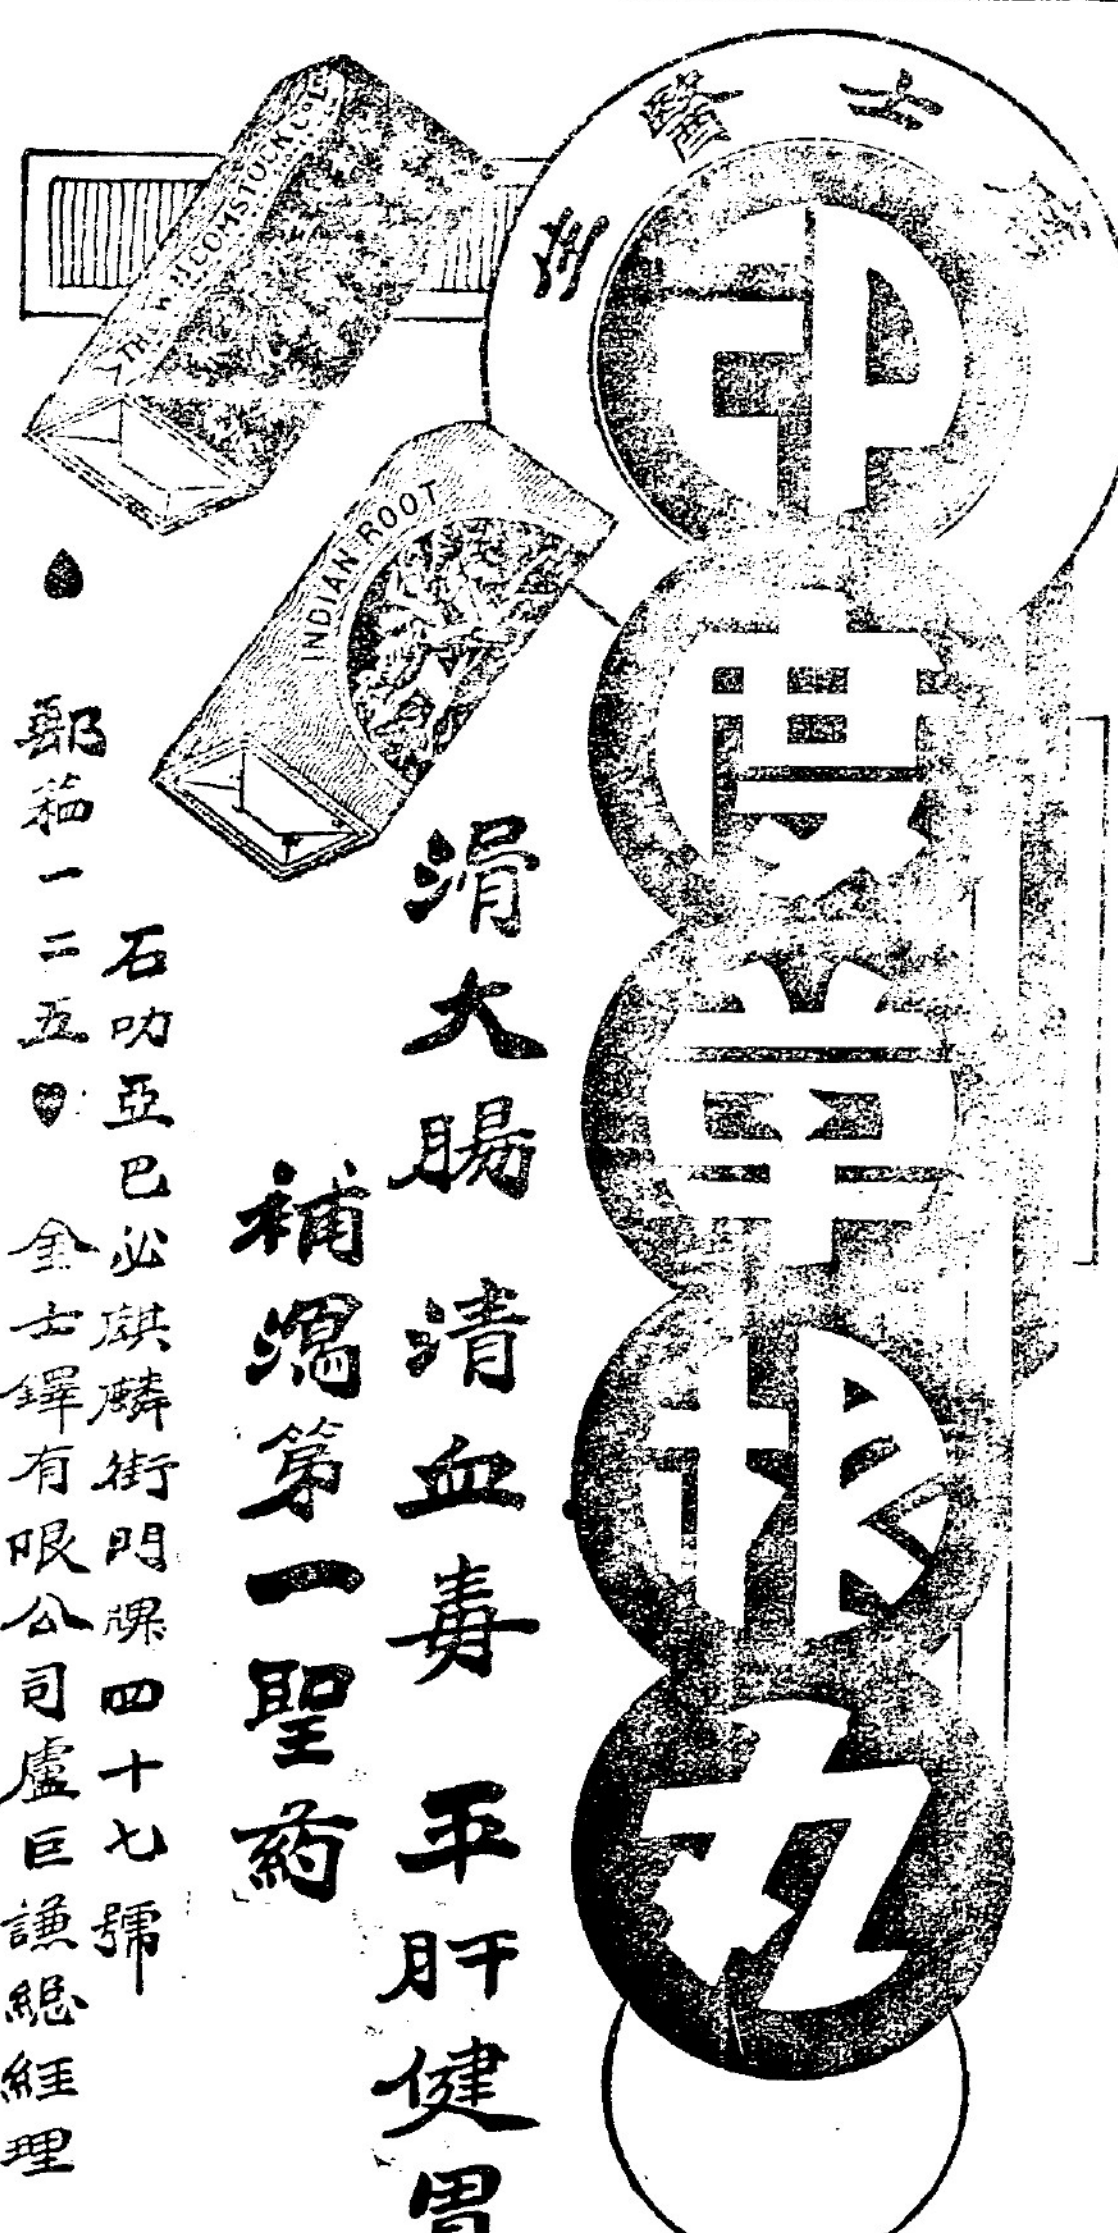 士醫生
印度草根丸
THE W.H. COMSTOCK CO L
INDIAN ROOT
滑大腸 清血毒 平肝健胃
補瀉第一聖葯
石叻亞巴必麒麟街門牌四十七號
郵箱一二五 金士鐸有限公司盧巨謙總經理